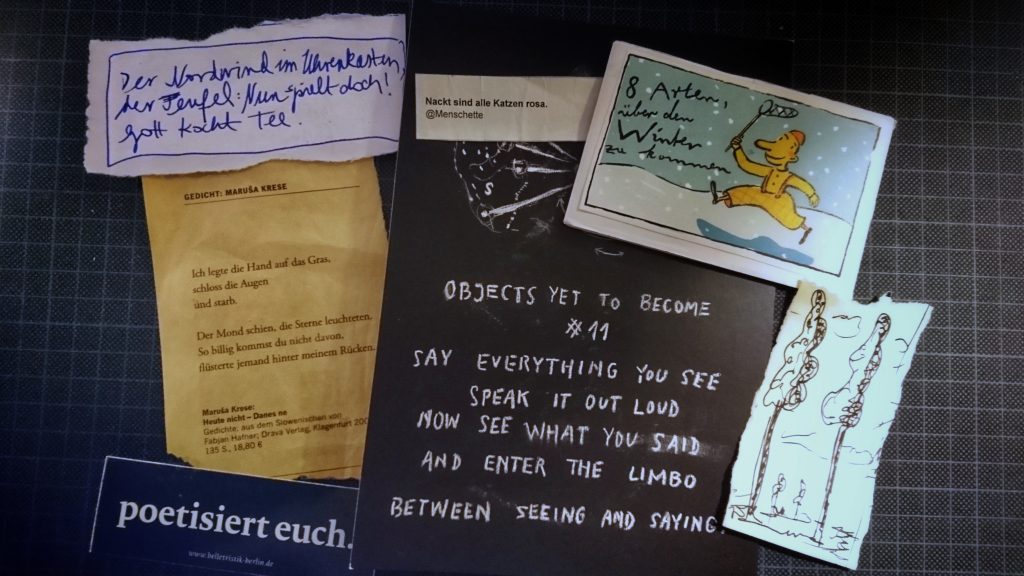 Der Nordwind im Uhrenkasten,
der Teufel: Nun spielt doch!
Gott kocht Tee.
GEDICHT: MARUŠA KRESE
Ich legte die Hand auf das Gras,
schloss die Augen
und starb.
Der Mond schien, die Sterne leuchteten,
So billig kommst du nicht davon,
flüsterte jemand hinter meinem Rücken.
Maruša Krese:
Heute nicht – Danes ne
Gedichte; aus dem Slowenischen von
Fabjan Hafner; Drava Verlag, Klagenfurt
135 S., 18,80 €
poetisiert euch.
www.belletristik-berlin.de
Nackt sind alle Katzen rosa.
@Menschette
S
OBJECTS YET TO BECOME
#11
SAY EVERYTHING YOU SEE
SPEAK IT OUT LOUD
NOW SEE WHAT YOU SAID
AND ENTER THE LIMBO
BETWEEN SEEING AND SAYING.
8 Arten,
über den
Winter
zu kommen